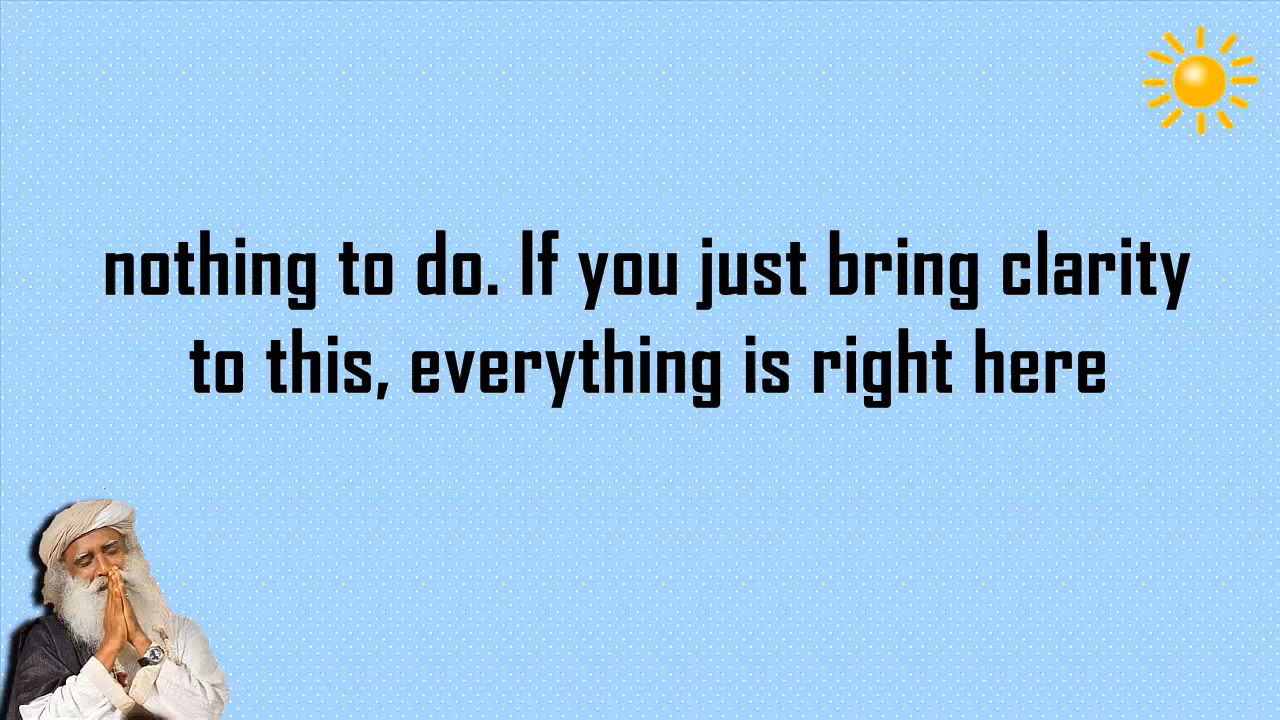 nothing to do. If you just bring clarity
to this, everything is right here